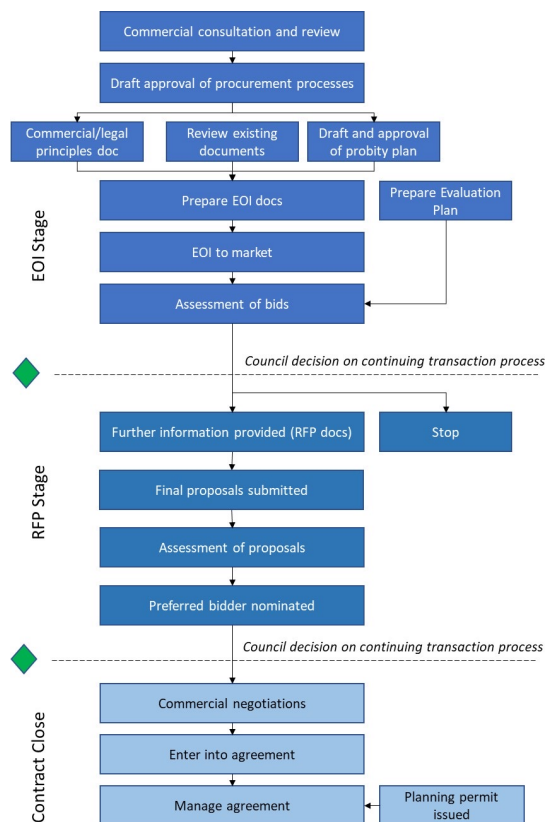 Commercial consultation and review
Draft approval of procurement processes
Commercial/legal
principles doc
Review existing
documents
Draft and approval
of probity plan
Prepare EOI docs
Prepare Evaluation
Plan
EOI to market
Assessment of bids
EOI Stage
Council decision on continuing transaction process
Further information provided (RFP docs)
Stop
Final proposals submitted
Assessment of proposals
Preferred bidder nominated
RFP Stage
Council decision on continuing transaction process
Commercial negotiations
Enter into agreement
Manage agreement
Planning permit
issued
Contract Close